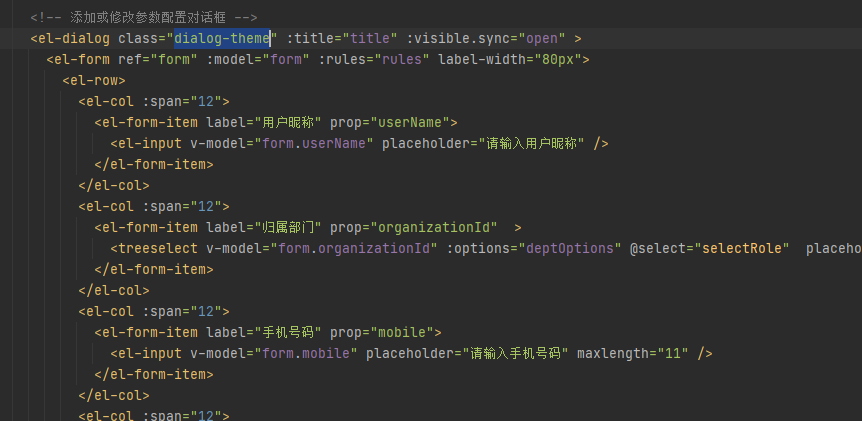 <!-- 添加或修改参数配置对话框 -->
<el-dialog class="dialog-theme" :title="title" :visible.sync="open" >
<el-form ref="form" :model="form" :rules="rules" label-width="80px">
<el-row>
<el-col :span="12">
<el-form-item label="用户昵称" prop="userName">
<el-input v-model="form.userName" placeholder="请输入用户昵称" />
</el-form-item>
</el-col>
<el-col :span="12">
<el-form-item label="归属部门" prop="organizationId"  >
<treeselect v-model="form.organizationId" :options="deptOptions" @select="selectRole"  placeho
</el-form-item>
</el-col>
<el-col :span="12">
<el-form-item label="手机号码" prop="mobile">
<el-input v-model="form.mobile" placeholder="请输入手机号码" maxlength="11" />
</el-form-item>
</el-col>
<el-col :span="12">